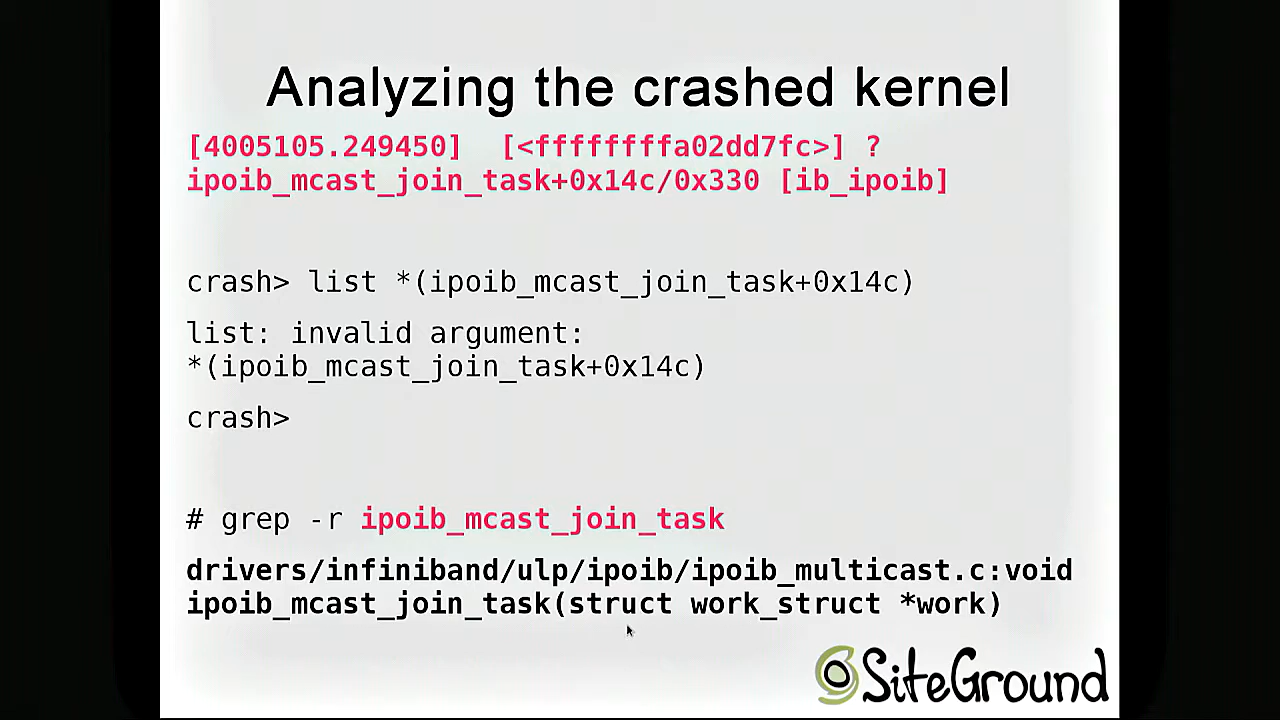 Analyzing the crashed kernel
[4005105.249450]  [<ffffffffa02dd7fc>] ?
ipoib_mcast_join_task+0x14c/0x330 [ib_ipoib]
crash> list *(ipoib_mcast_join_task+0x14c)
list: invalid argument:
*(ipoib_mcast_join_task+0x14c)
crash>
# grep -r ipoib_mcast_join_task
drivers/infiniband/ulp/ipoib/ipoib_multicast.c:void
ipoib_mcast_join_task(struct work_struct *work)
SiteGround